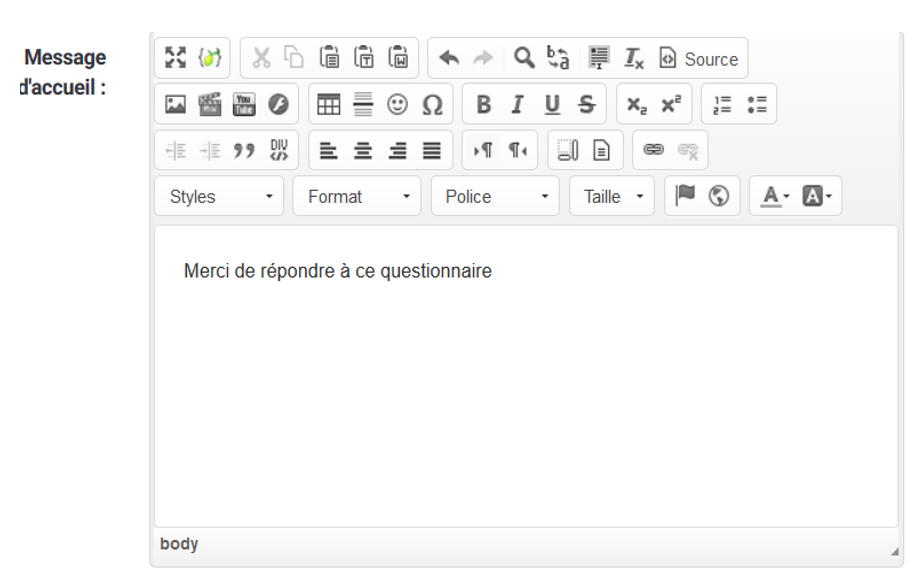 Message
d'accueil :
Source
Styles
Format
Police
Taille
Merci de répondre à ce questionnaire
body